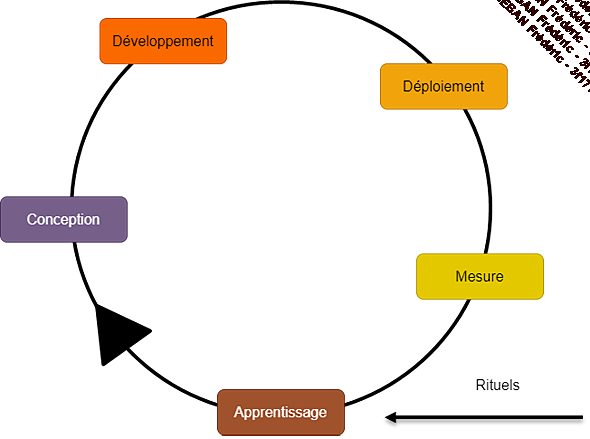 Développement
Déploiement
Conception
Mesure
Rituels
Apprentissage